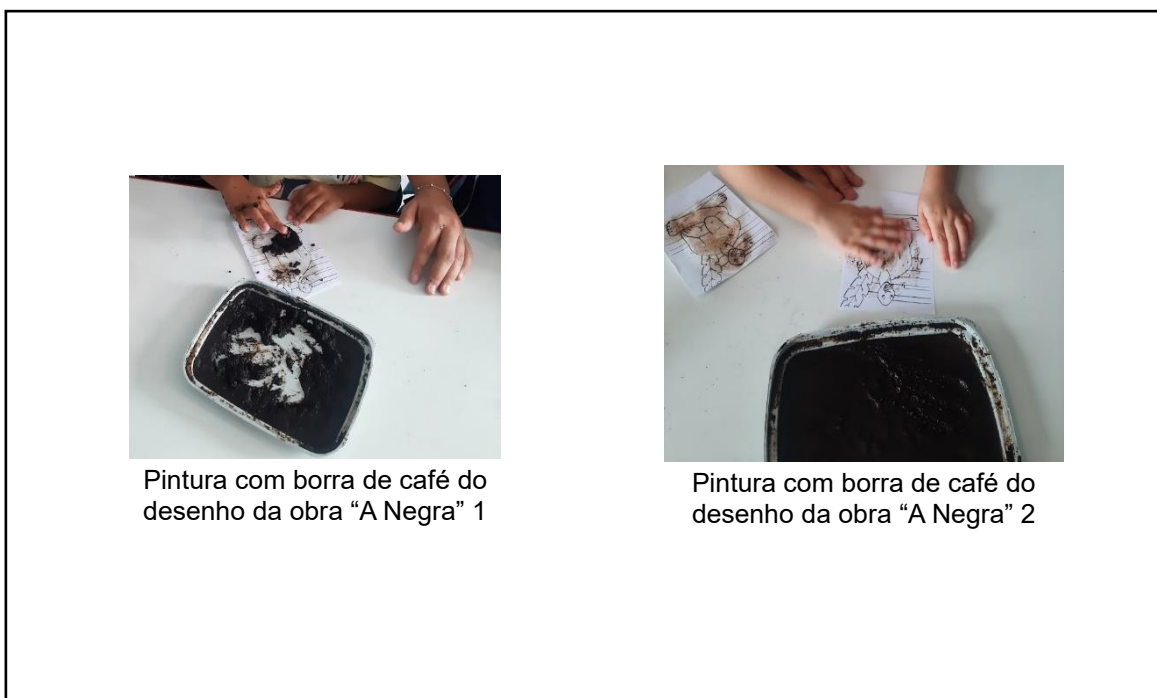 Pintura com borra de café do
desenho da obra “A Negra” 1
Pintura com borra de café do
desenho da obra “A Negra” 2